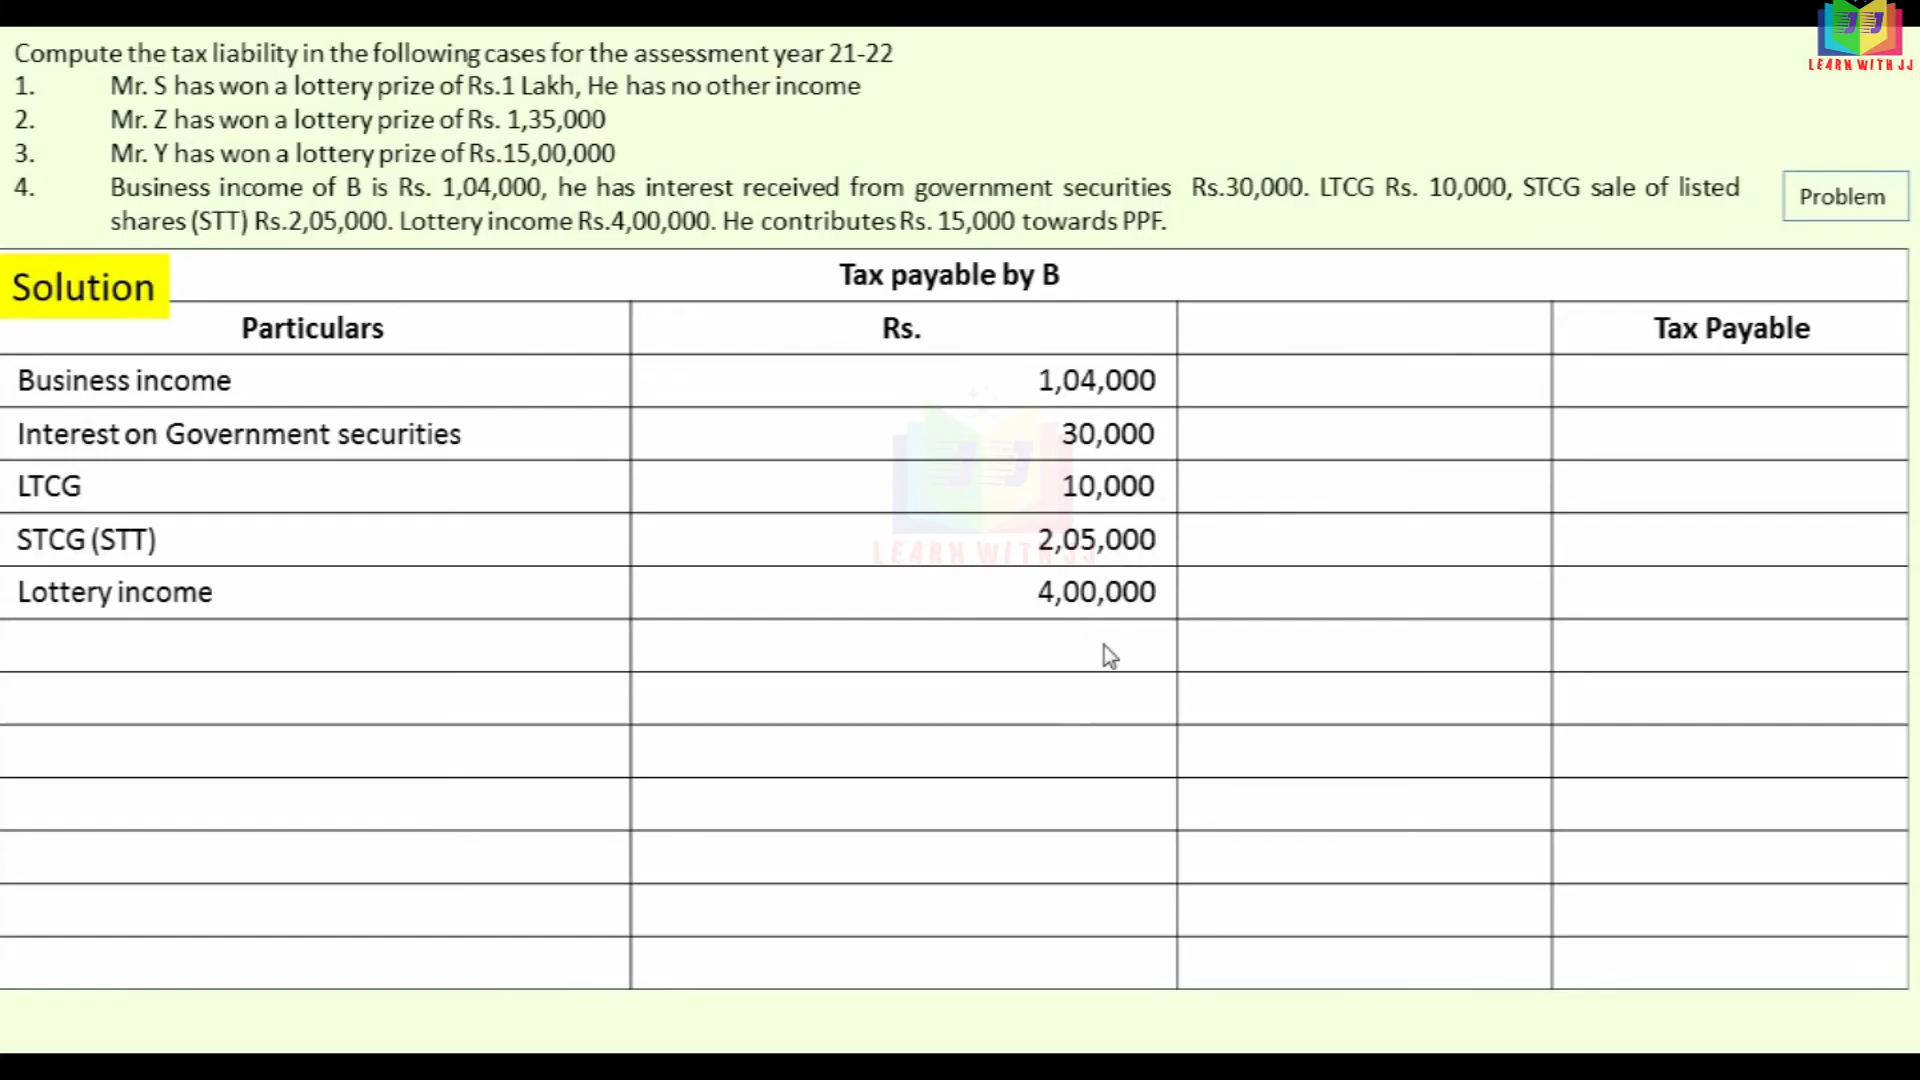 LEARN WITH JJ
Compute the tax liability in the following cases for the assessment year 21-22
1. Mr. S has won a lottery prize of Rs.1 Lakh, He has no other income
2. Mr. Z has won a lottery prize of Rs. 1,35,000
3. Mr. Y has won a lottery prize of Rs.15,00,000
4. Business income of B is Rs. 1,04,000, he has interest received from government securities Rs.30,000. LTCG Rs. 10,000, STCG sale of listed
shares (STT) Rs.2,05,000. Lottery income Rs.4,00,000. He contributes Rs. 15,000 towards PPF.
Problem
Solution
Tax payable by B
Particulars Rs. Tax Payable
Business income 1,04,000
Interest on Government securities 30,000
LTCG 10,000
STCG (STT) 2,05,000
Lottery income 4,00,000
LEARN WITH JJ